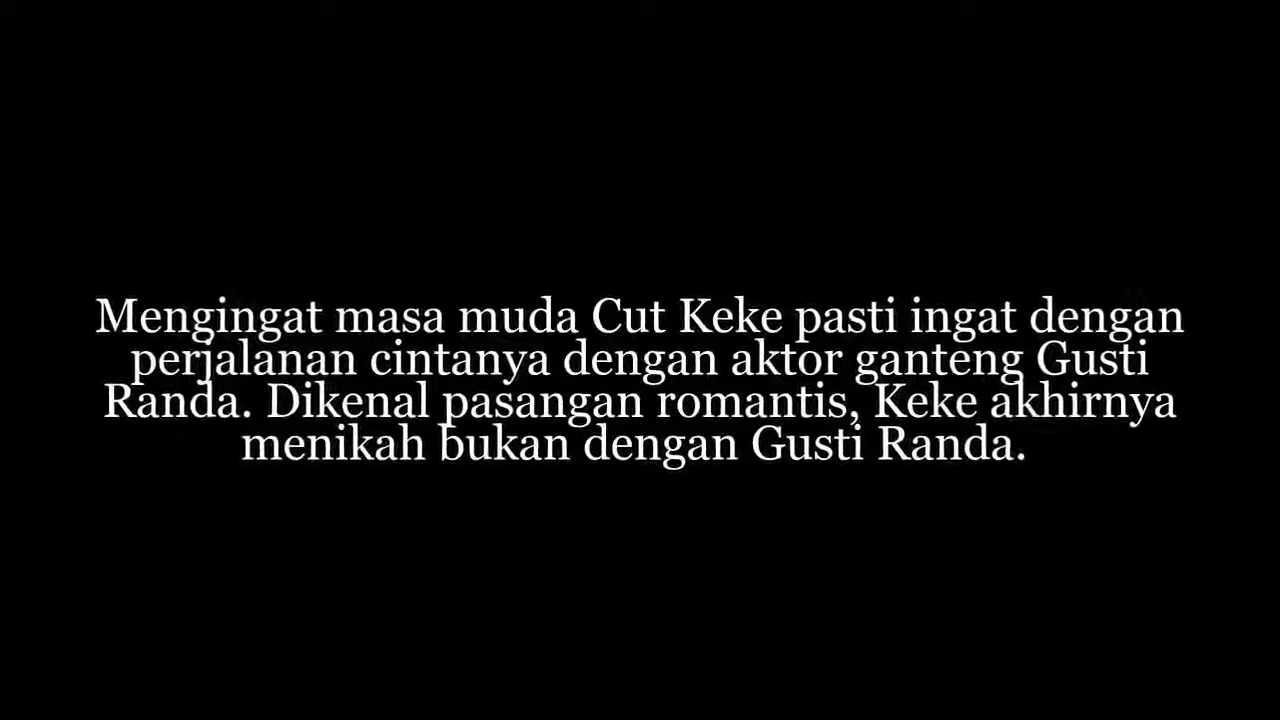 Mengingat masa muda Cut Keke pasti ingat dengan
perjalanan cintanya dengan aktor ganteng Gusti
Randa. Dikenal pasangan romantis, Keke akhirnya
menikah bukan dengan Gusti Randa.